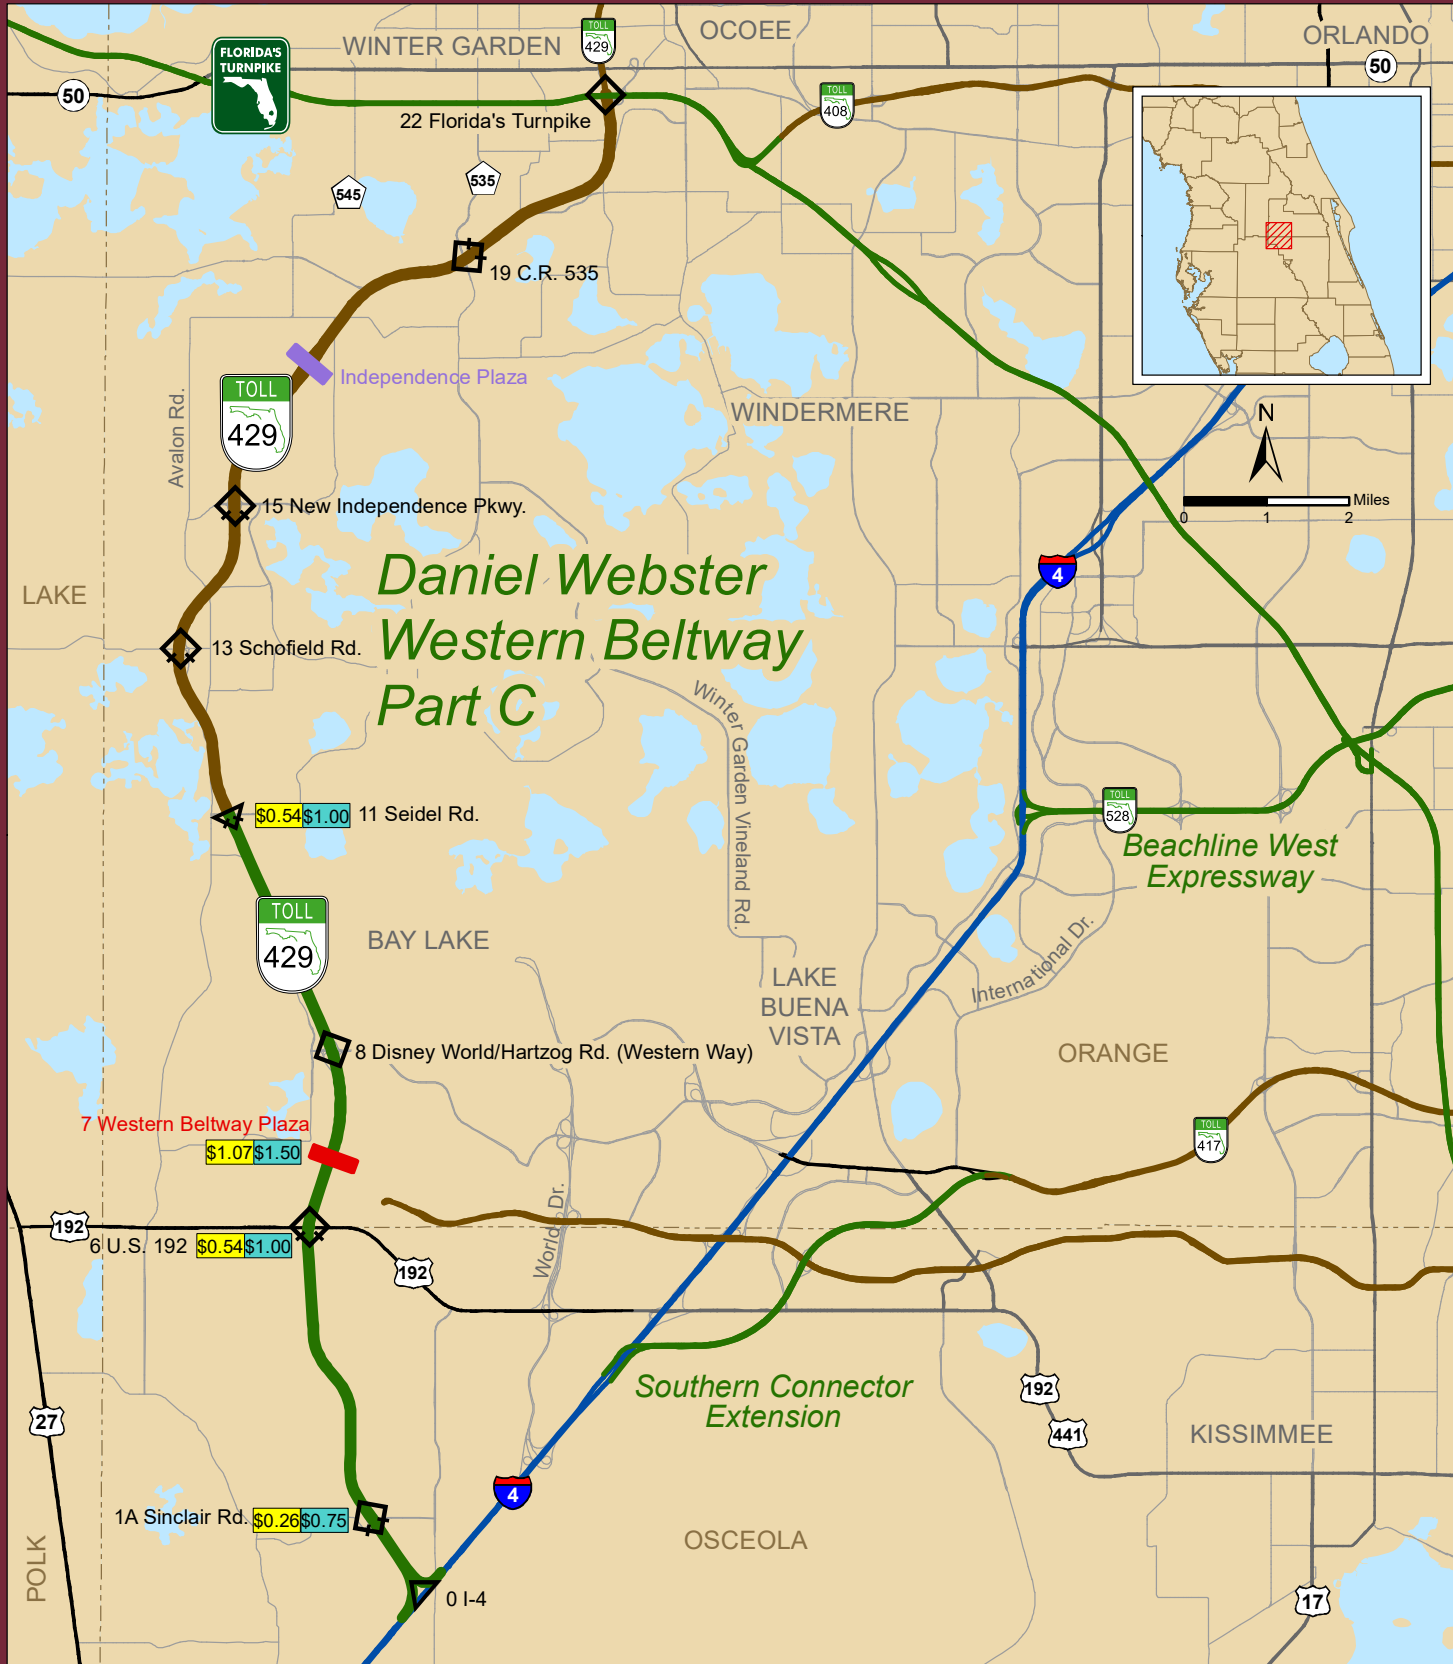 OCOEE
ORLANDO
WINTER GARDEN
TOLL
429
FLORIDA'S
TURNPIKE
50
50
TOLL
408
22 Florida's Turnpike
545
535
19 C.R. 535
Independence Plaza
TOLL
429
Avalon Rd.
WINDERMERE
N
Miles
0 1 2
15 New Independence Pkwy.
Daniel Webster
Western Beltway
Part C
4
LAKE
13 Schofield Rd.
Winter Garden Vineland Rd.
$0.54 $1.00 11 Seidel Rd.
TOLL
528
Beachline West
Expressway
TOLL
429
BAY LAKE
International Dr.
LAKE
BUENA
VISTA
8 Disney World/Hartzog Rd. (Western Way)
ORANGE
7 Western Beltway Plaza
$1.07 $1.50
TOLL
417
192
6 U.S. 192 $0.54 $1.00
World Dr.
192
Southern Connector
Extension
192
27
441
KISSIMMEE
4
1A Sinclair Rd. $0.26 $0.75
OSCEOLA
POLK
0 I-4
17